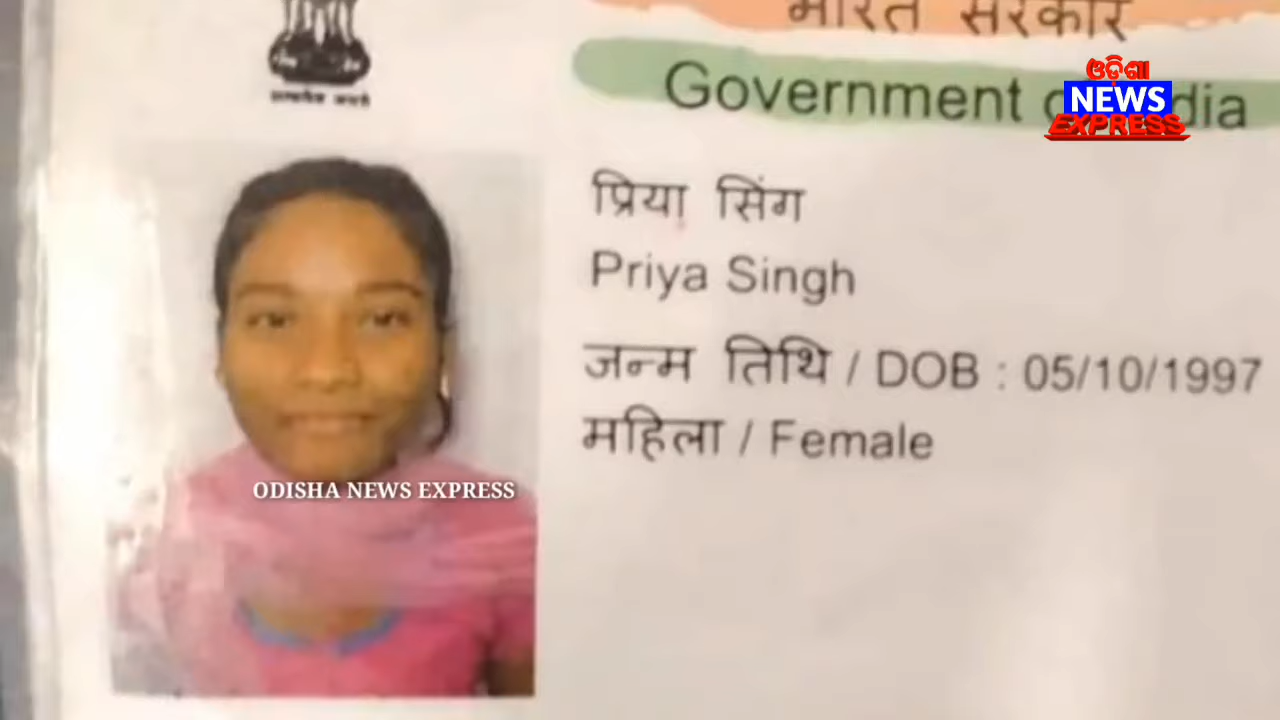 भारत सरकार
Government
ଓଡ଼ିଶା
NEWS
EXPRESS
प्रिया सिंग
Priya Singh
जन्म तिथि / DOB : 05/10/1997
महिला / Female
ODISHA NEWS EXPRESS